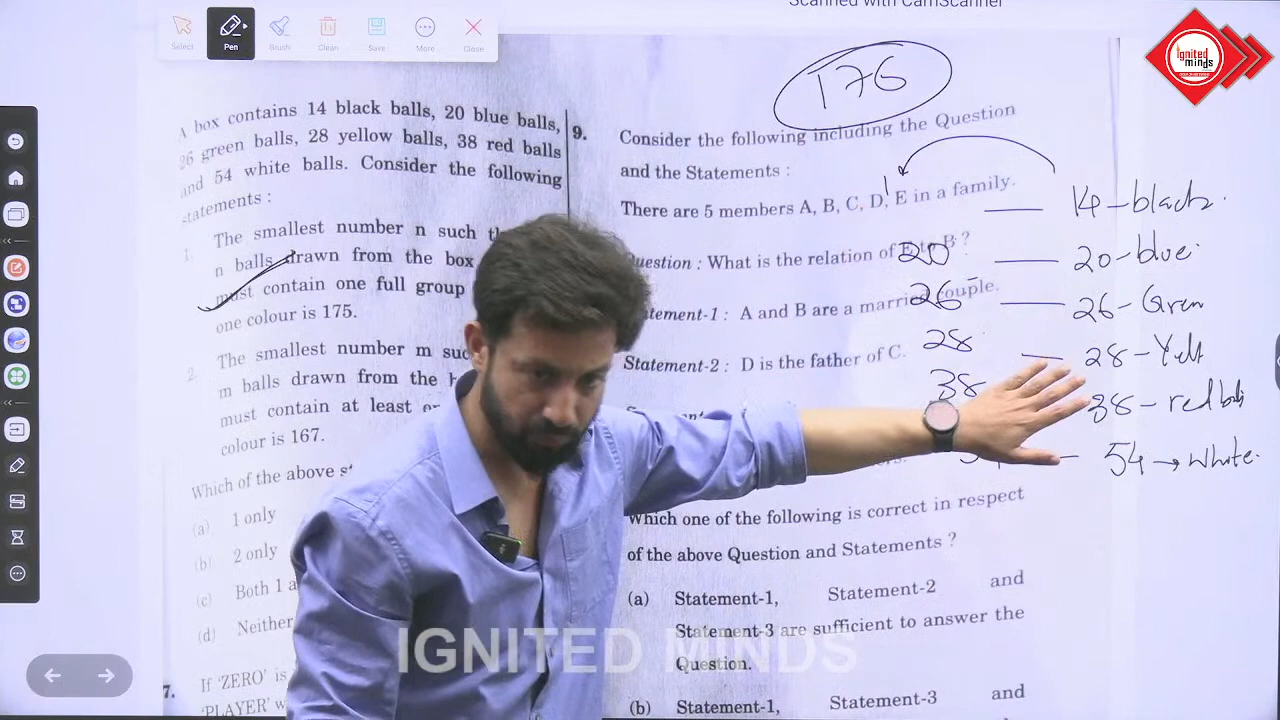 Scanned with CamScanner
Select
Pen
Brush
Clean
Save
More
Close
Ignited
minds
A box contains 14 black balls, 20 blue balls,
26 green balls, 28 yellow balls, 38 red balls
and 54 white balls. Consider the following
statements :
1. The smallest number n such
n balls drawn from the box
must contain one full group
one colour is 175.
2. The smallest number m
m balls drawn from the
must contain at least
colour is 167.
Which of the above
(a) 1 only
(b) 2 only
(c) Both 1
(d) Neither
7. If 'ZERO' is
'PLAYER'
176
9. Consider the following including the Question
and the Statements :
There are 5 members A, B, C, D, E in a family.
Question : What is the relation of E to B ?
Statement-1 : A and B are a married couple.
Statement-2 : D is the father of C.
Which one of the following is correct in respect
of the above Question and Statements ?
(a) Statement-1, Statement-2 and
Statement-3 are sufficient to answer the
Question.
(b) Statement-1, Statement-3 and
20
26
28
38
14 – black
20 – blue
26 – Gren
28 – Yell
38 – red balls
54 → white
IGNITED MINDS